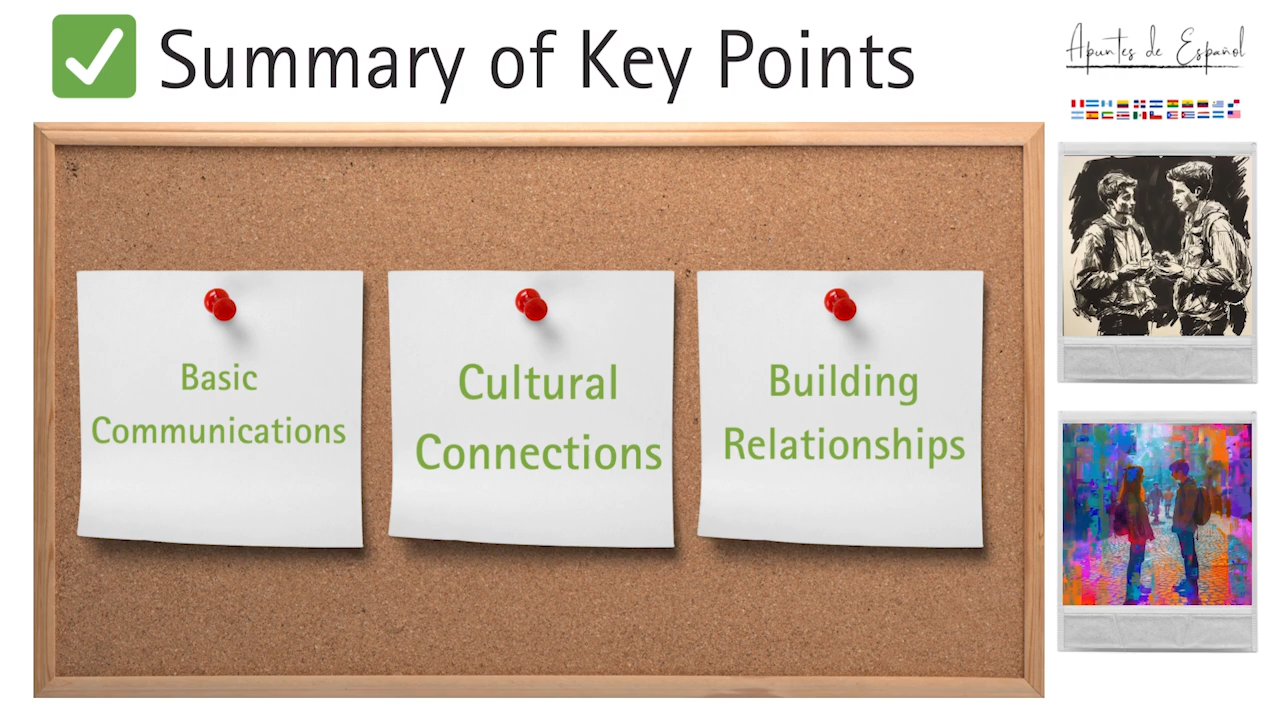 Summary of Key Points
Apuntes de Español
Basic
Communications
Cultural
Connections
Building
Relationships